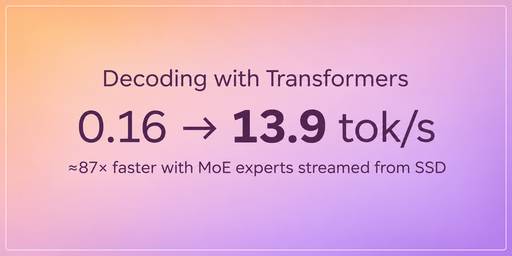 Decoding with Transformers
0.16 → 13.9 tok/s
≈87× faster with MoE experts streamed from SSD